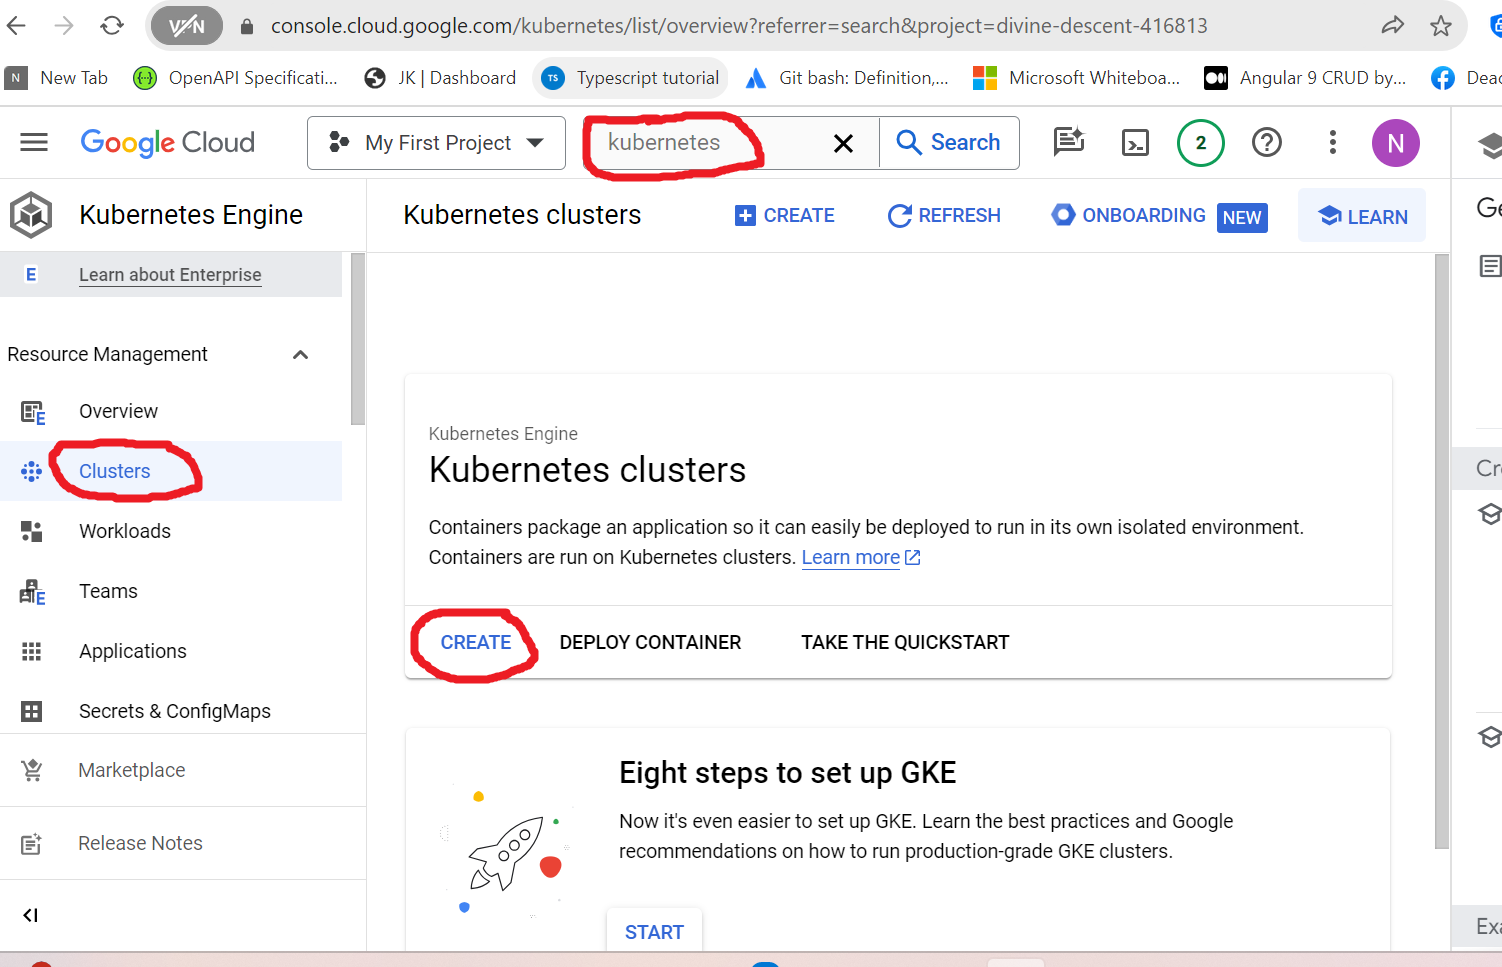 VPN console.cloud.google.com/kubernetes/list/overview?referrer=search&project=divine-descent-416813
N New Tab {··} OpenAPI Specificati... JK | Dashboard TS Typescript tutorial Git bash: Definition,... Microsoft Whiteboa... Angular 9 CRUD by... Dead
Google Cloud My First Project kubernetes Search 2 N
Kubernetes Engine
Kubernetes clusters CREATE REFRESH ONBOARDING NEW LEARN
E Learn about Enterprise
Resource Management
Overview
Clusters
Workloads
Teams
Applications
Secrets & ConfigMaps
Marketplace
Release Notes
Kubernetes Engine
Kubernetes clusters
Containers package an application so it can easily be deployed to run in its own isolated environment.
Containers are run on Kubernetes clusters. Learn more
CREATE DEPLOY CONTAINER TAKE THE QUICKSTART
Eight steps to set up GKE
Now it's even easier to set up GKE. Learn the best practices and Google
recommendations on how to run production-grade GKE clusters.
START
Ge
Cre
Exa